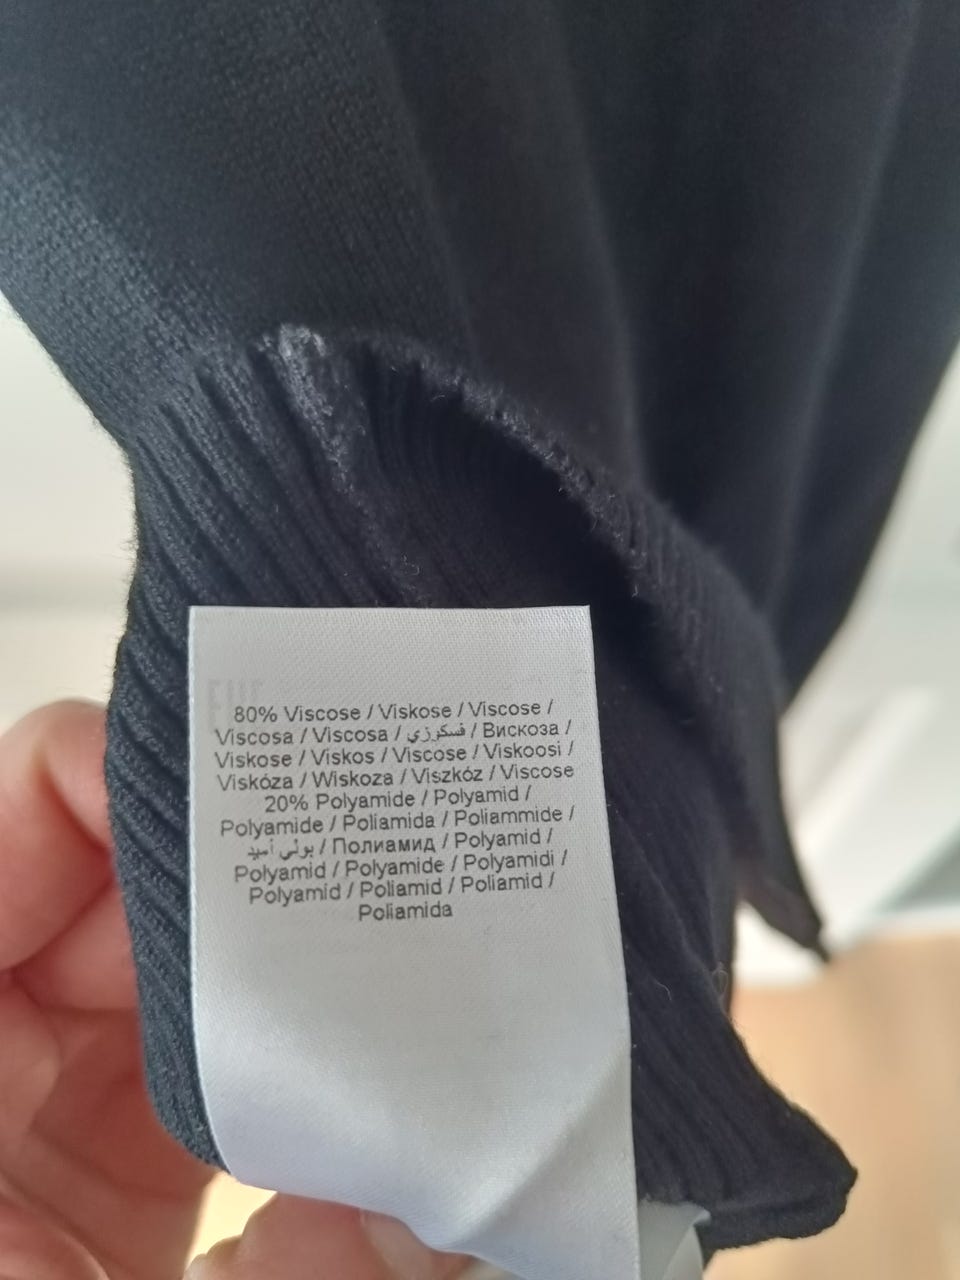 80% Viscose / Viskose / Viscose /
Viscosa / Viscosa / فسكوزي / Вискоза /
Viskose / Viskos / Viscose / Viskoosi /
Viskóza / Wiskoza / Viszkóz / Viscose
20% Polyamide / Polyamid /
Polyamide / Poliamida / Poliammide /
بولي أميد / Полиамид / Polyamid /
Polyamid / Polyamide / Polyamidi /
Polyamid / Poliamid / Poliamid /
Poliamida